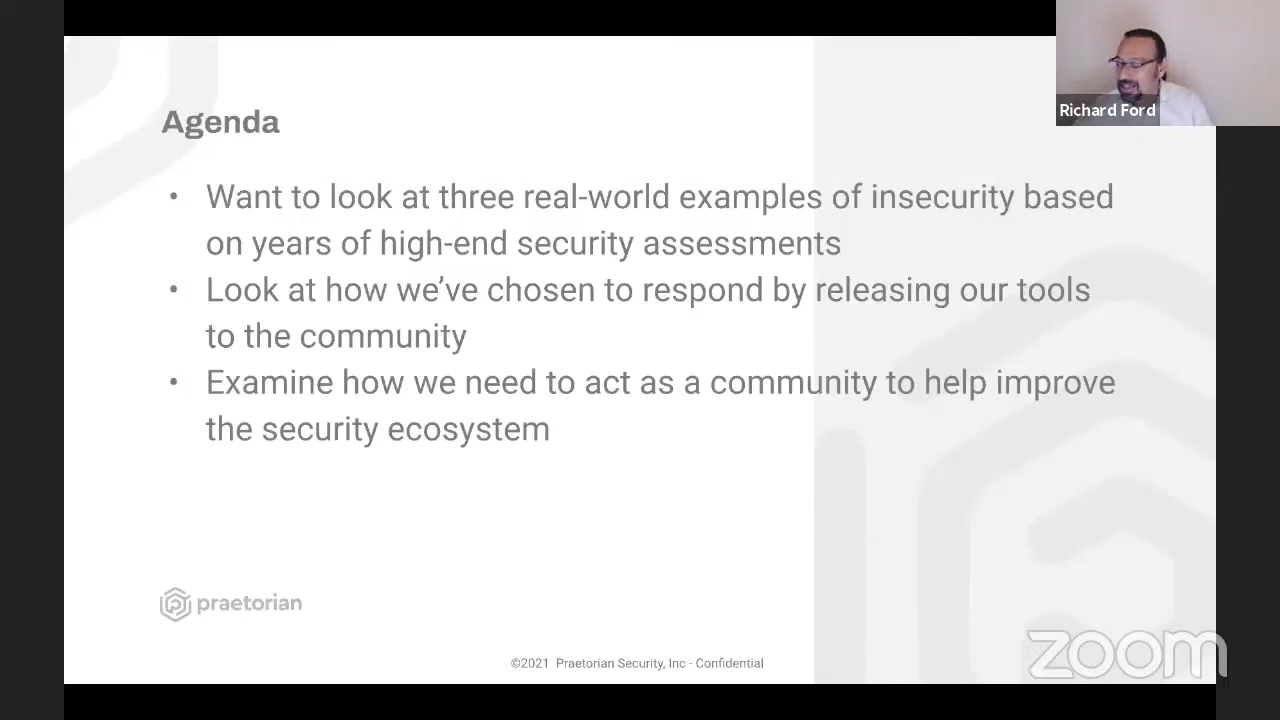 Richard Ford
Agenda
• Want to look at three real-world examples of insecurity based
on years of high-end security assessments
• Look at how we’ve chosen to respond by releasing our tools
to the community
• Examine how we need to act as a community to help improve
the security ecosystem
praetorian
©2021 Praetorian Security, Inc - Confidential
zoom